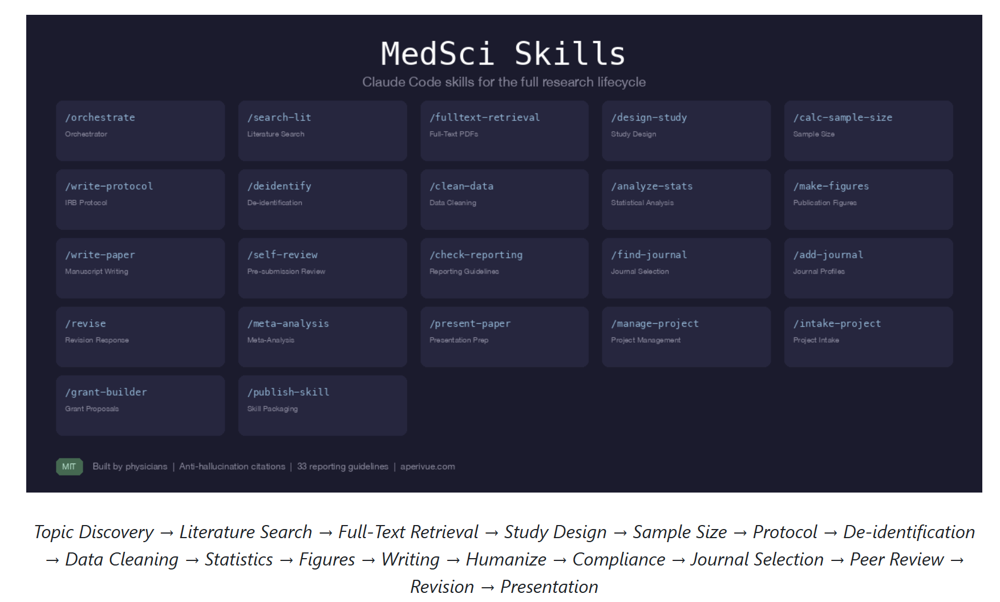 MedSci Skills
Claude Code skills for the full research lifecycle
/orchestrate
Orchestrator
/search-lit
Literature Search
/fulltext-retrieval
Full-Text PDFs
/design-study
Study Design
/calc-sample-size
Sample Size
/write-protocol
IRB Protocol
/deidentify
De-identification
/clean-data
Data Cleaning
/analyze-stats
Statistical Analysis
/make-figures
Publication Figures
/write-paper
Manuscript Writing
/self-review
Pre-submission Review
/check-reporting
Reporting Guidelines
/find-journal
Journal Selection
/add-journal
Journal Profiles
/revise
Revision Response
/meta-analysis
Meta-Analysis
/present-paper
Presentation Prep
/manage-project
Project Management
/intake-project
Project Intake
/grant-builder
Grant Proposals
/publish-skill
Skill Packaging
MIT Built by physicians | Anti-hallucination citations | 33 reporting guidelines | aperivue.com
Topic Discovery → Literature Search → Full-Text Retrieval → Study Design → Sample Size → Protocol → De-identification
→ Data Cleaning → Statistics → Figures → Writing → Humanize → Compliance → Journal Selection → Peer Review →
Revision → Presentation